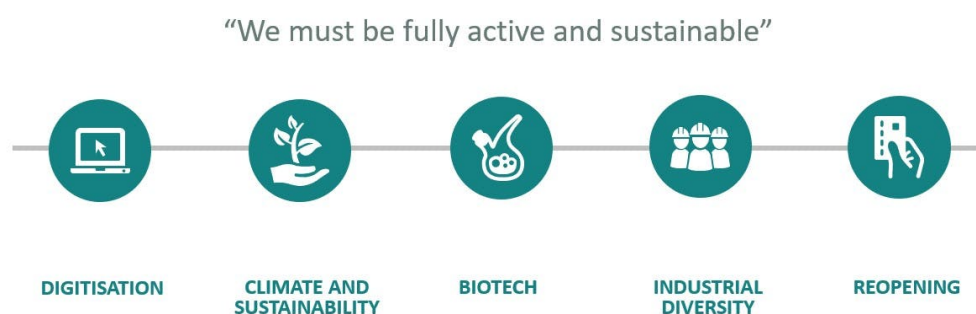 “We must be fully active and sustainable”
DIGITISATION
CLIMATE AND
SUSTAINABILITY
BIOTECH
INDUSTRIAL
DIVERSITY
REOPENING